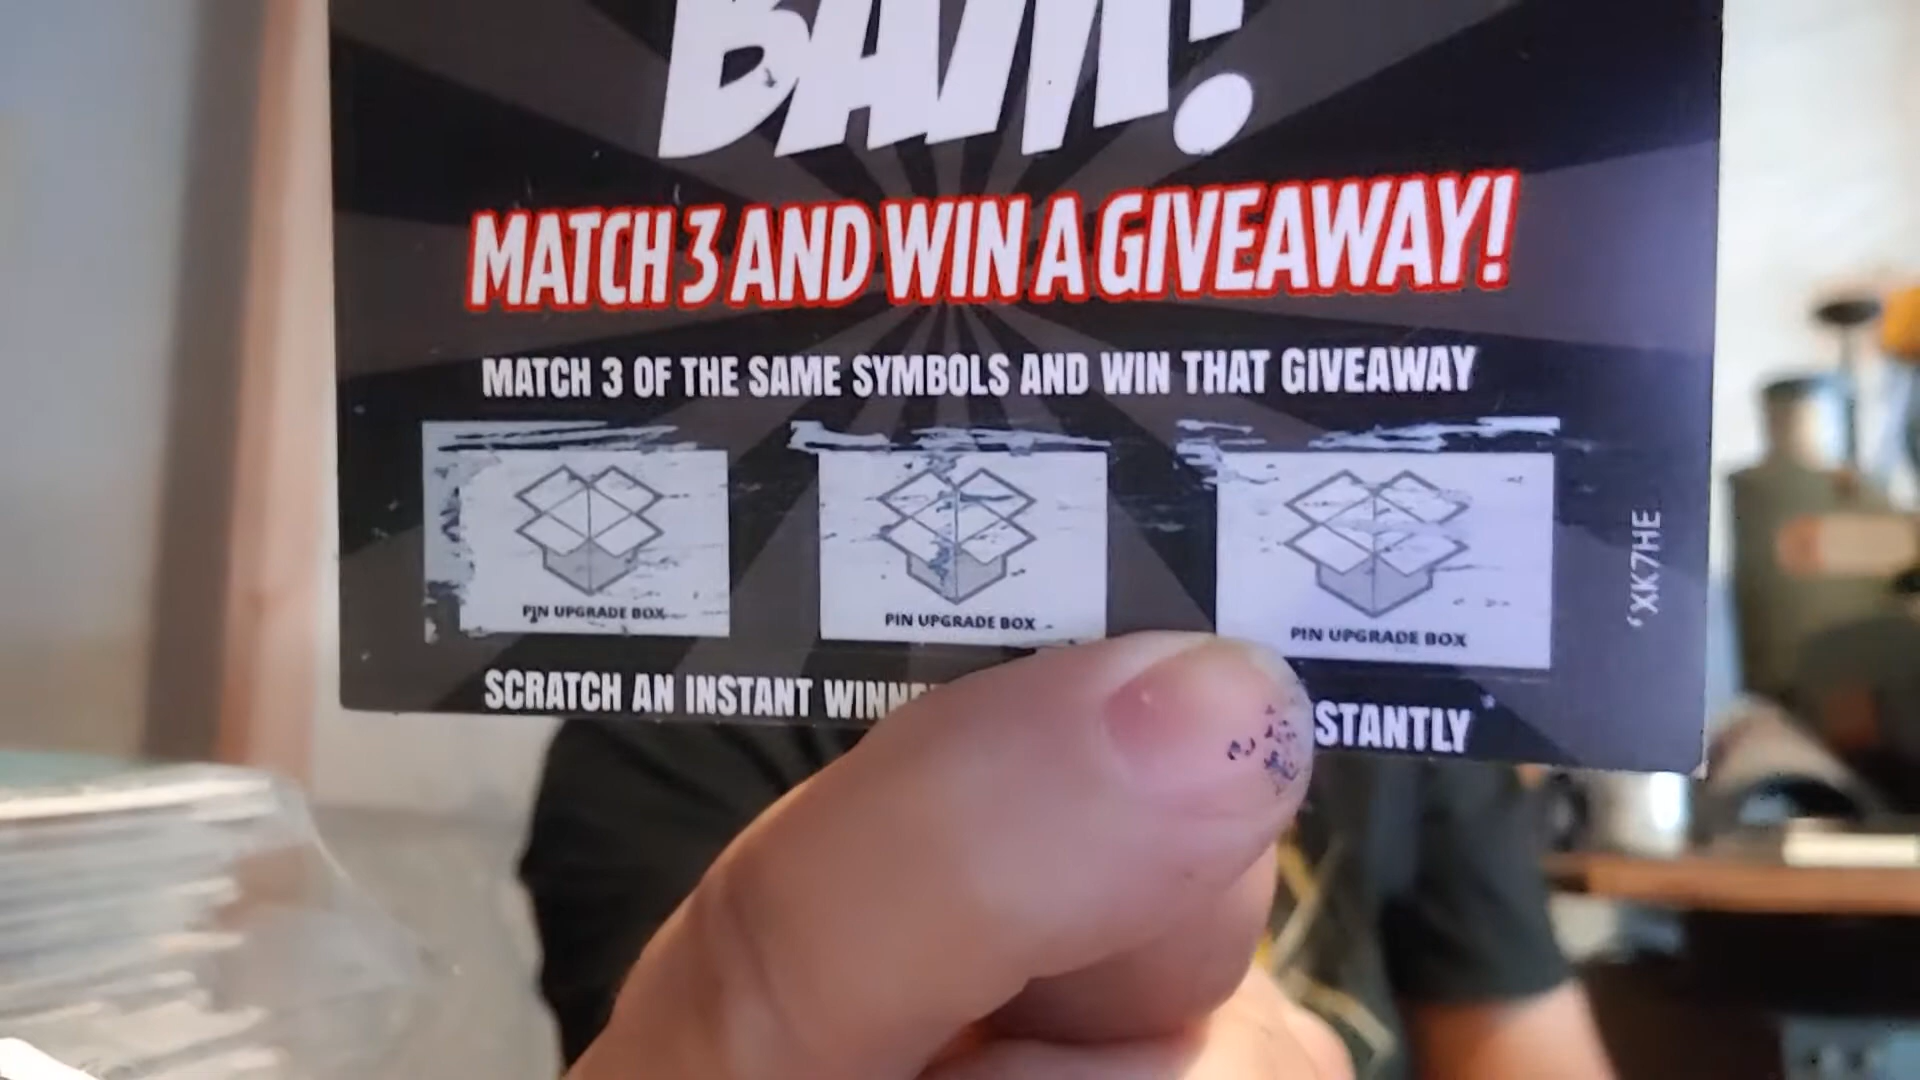 BAM!
MATCH 3 AND WIN A GIVEAWAY!
MATCH 3 OF THE SAME SYMBOLS AND WIN THAT GIVEAWAY
PIN UPGRADE BOX
PIN UPGRADE BOX
PIN UPGRADE BOX
SCRATCH AN INSTANT
STANTLY
XK7HE